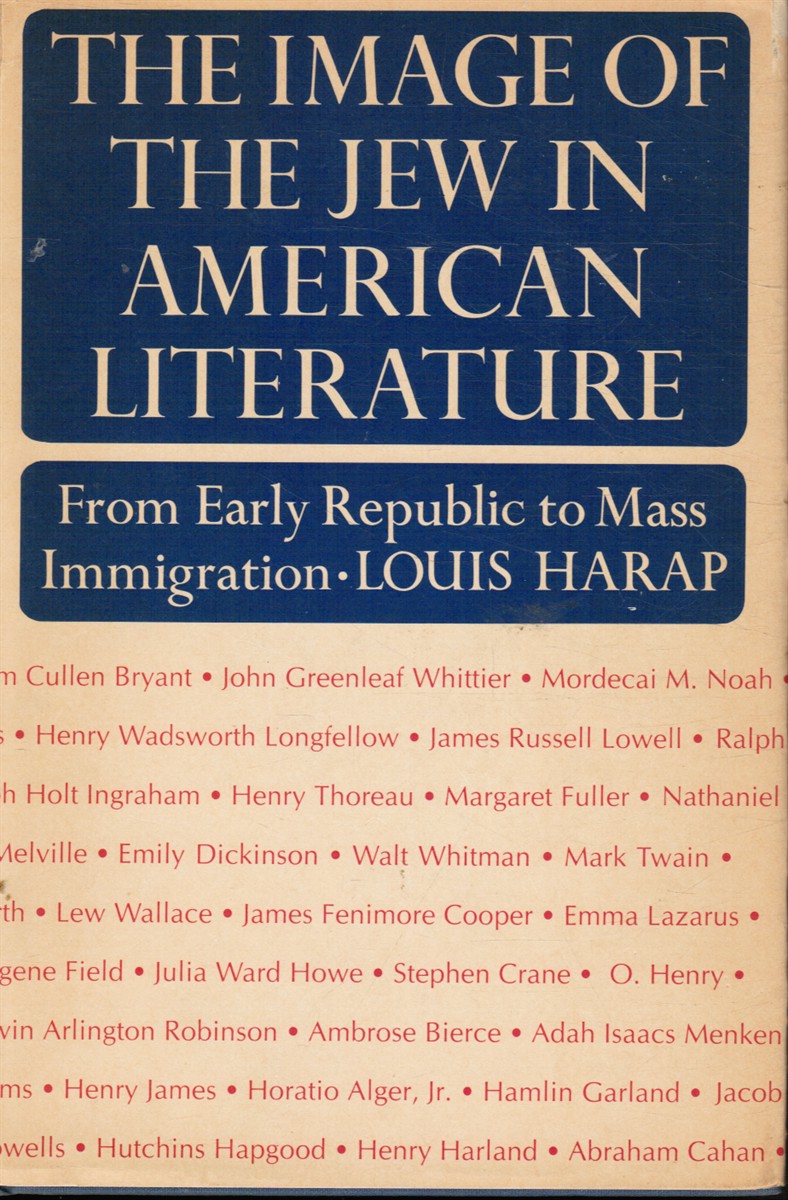 THE IMAGE OF
THE JEW IN
AMERICAN
LITERATURE
From Early Republic to Mass
Immigration · LOUIS HARAP
m Cullen Bryant • John Greenleaf Whittier • Mordecai M. Noah •
s • Henry Wadsworth Longfellow • James Russell Lowell • Ralph
h Holt Ingraham • Henry Thoreau • Margaret Fuller • Nathaniel
Melville • Emily Dickinson • Walt Whitman • Mark Twain •
rth • Lew Wallace • James Fenimore Cooper • Emma Lazarus •
gene Field • Julia Ward Howe • Stephen Crane • O. Henry •
vin Arlington Robinson • Ambrose Bierce • Adah Isaacs Menken
ms • Henry James • Horatio Alger, Jr. • Hamlin Garland • Jacob
owells • Hutchins Hapgood • Henry Harland • Abraham Cahan •